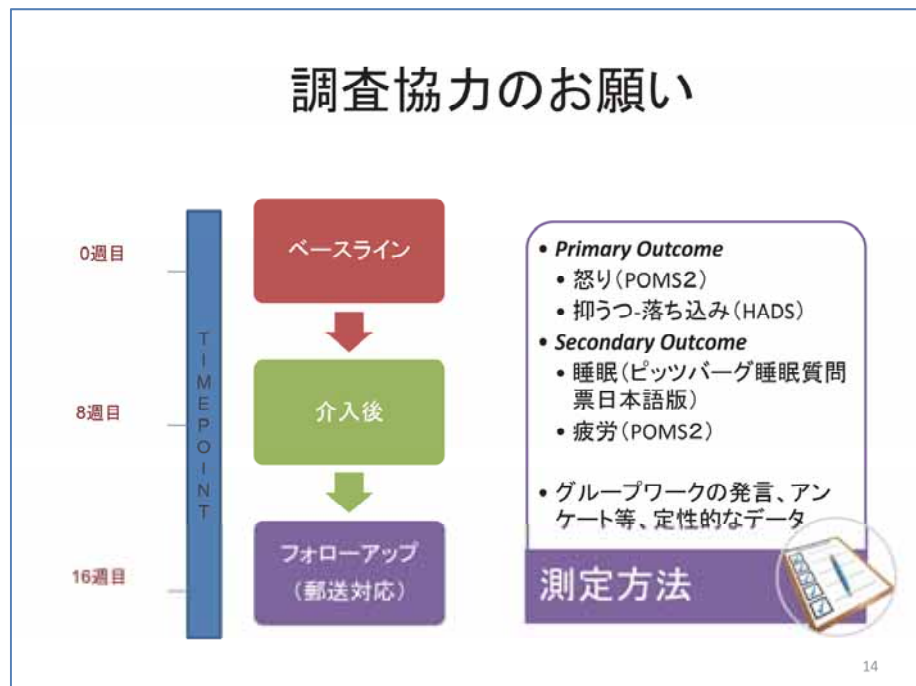 調査協力のお願い
0週目
8週目
16週目
TIMEPOINT
ベースライン
介入後
フォローアップ
（郵送対応）
• Primary Outcome
• 怒り（POMS2）
• 抑うつ-落ち込み（HADS）
• Secondary Outcome
• 睡眠（ピッツバーグ睡眠質問
票日本語版）
• 疲労（POMS２）
• グループワークの発言、アン
ケート等、定性的なデータ
測定方法
14